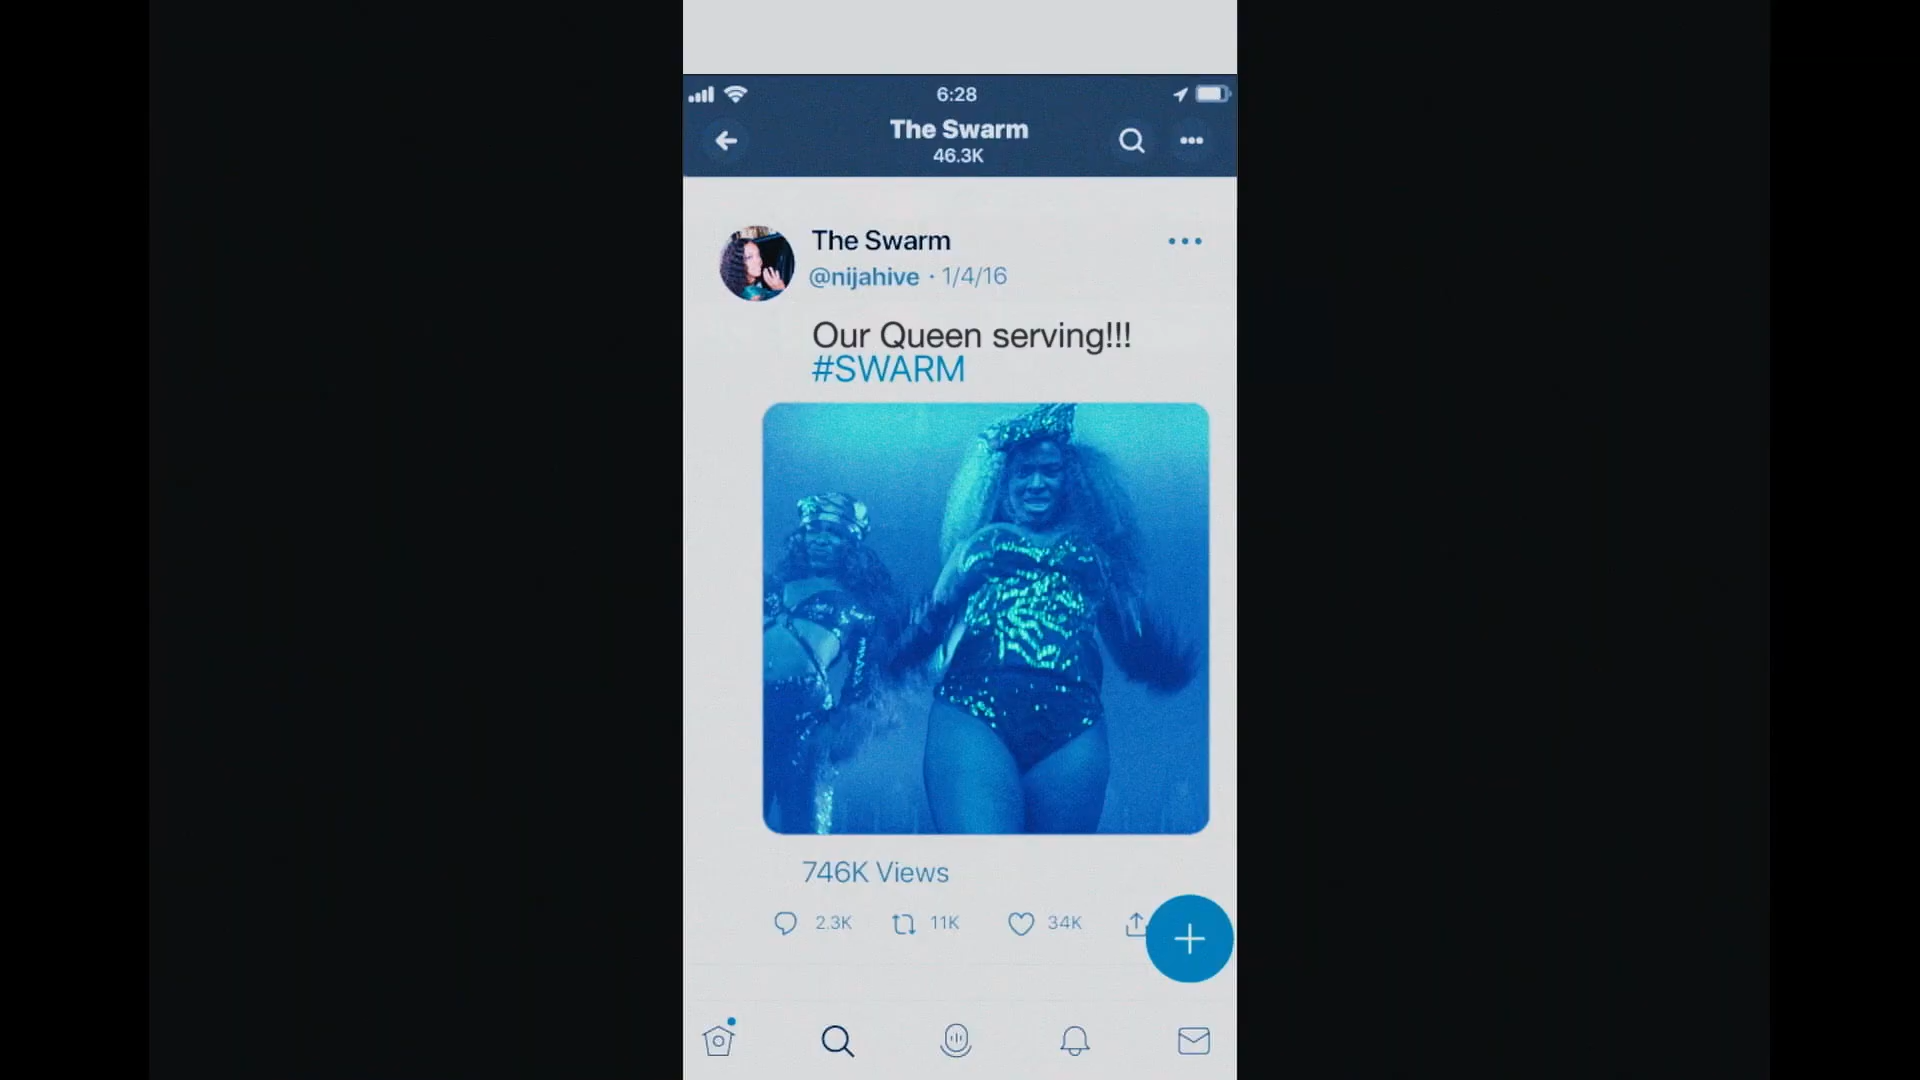 6:28
The Swarm
46.3K
The Swarm
@nijahive · 1/4/16
Our Queen serving!!!
#SWARM
746K Views
2.3K 11K 34K